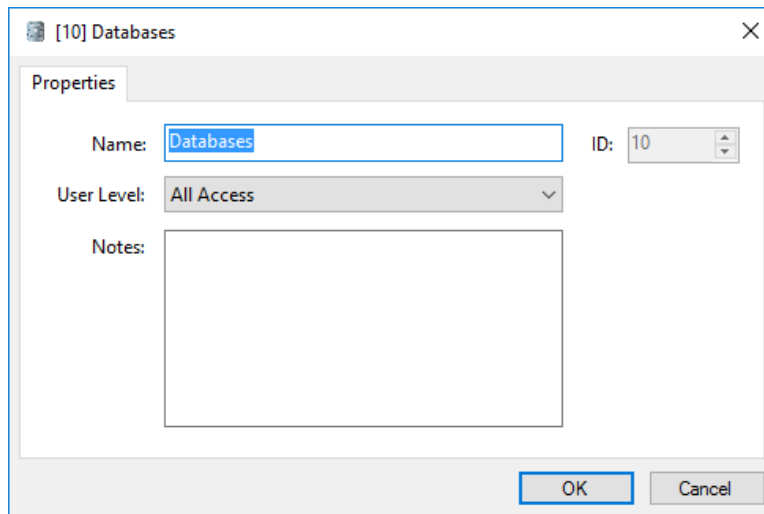 [10] Databases
Properties
Name: Databases ID: 10
User Level: All Access
Notes:
OK Cancel